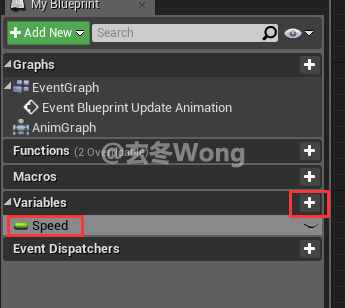 My Blueprint
Add New
Search
Graphs
EventGraph
Event Blueprint Update Animation
AnimGraph
Functions (2 Overridable)
@玄冬Wong
Macros
Variables
Speed
Event Dispatchers